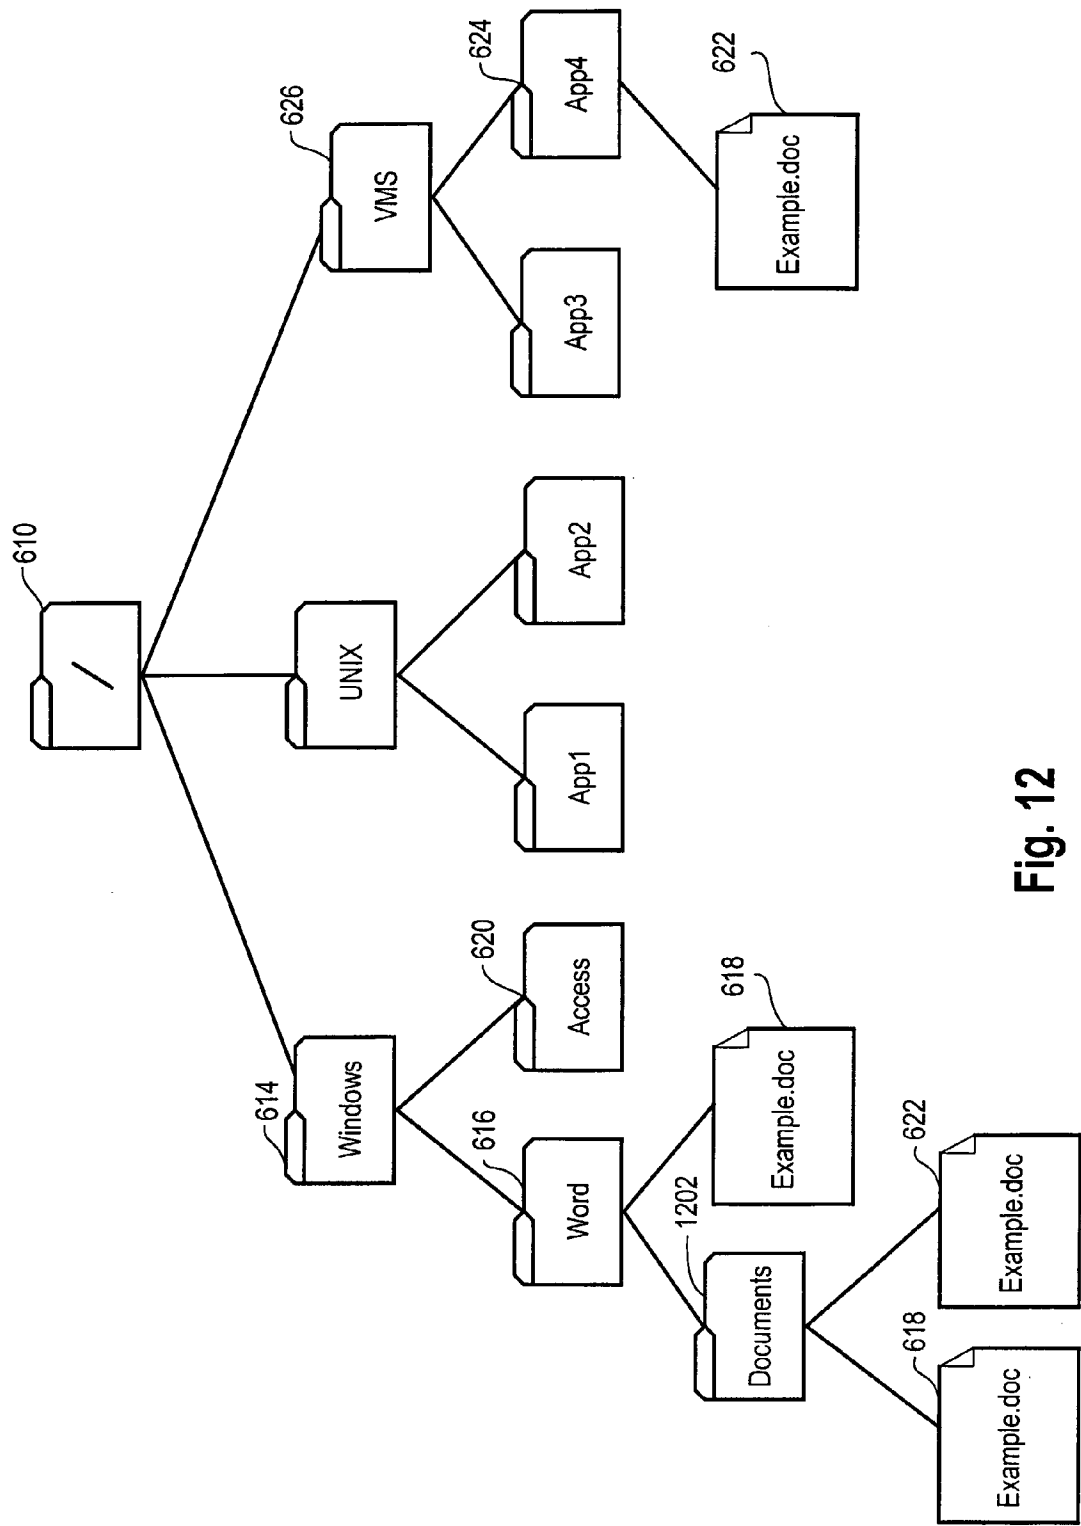 610
/
614
Windows
UNIX
626
VMS
616
Word
620
Access
App1
App2
App3
624
App4
1202
Documents
618
Example.doc
622
Example.doc
618
Example.doc
622
Example.doc
Fig. 12